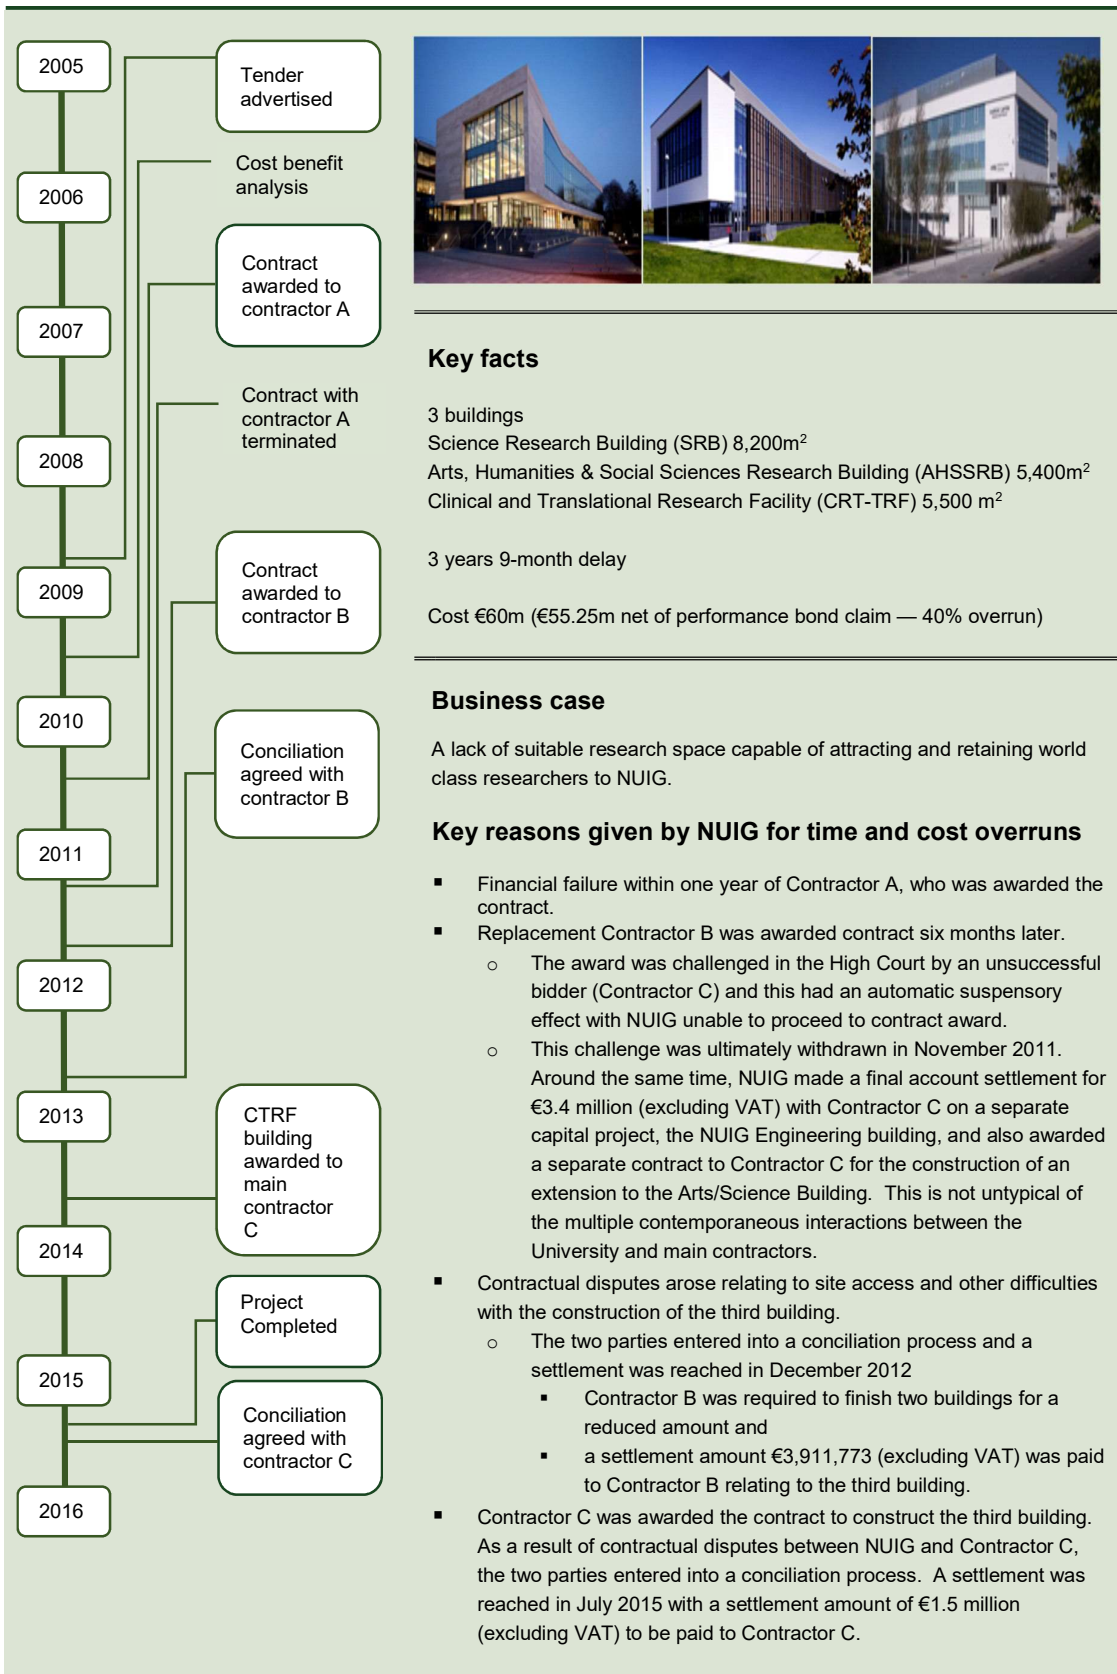 2005
2006
2007
2008
2009
2010
2011
2012
2013
2014
2015
2016
Tender
advertised
Cost benefit
analysis
Contract
awarded to
contractor A
Contract with
contractor A
terminated
Contract
awarded to
contractor B
Conciliation
agreed with
contractor B
CTRF
building
awarded to
main
contractor
C
Project
Completed
Conciliation
agreed with
contractor C
Key facts
3 buildings
Science Research Building (SRB) 8,200m²
Arts, Humanities & Social Sciences Research Building (AHSSRB) 5,400m²
Clinical and Translational Research Facility (CRT-TRF) 5,500 m²
3 years 9-month delay
Cost €60m (€55.25m net of performance bond claim — 40% overrun)
Business case
A lack of suitable research space capable of attracting and retaining world
class researchers to NUIG.
Key reasons given by NUIG for time and cost overruns
▪ Financial failure within one year of Contractor A, who was awarded the
contract.
▪ Replacement Contractor B was awarded contract six months later.
o The award was challenged in the High Court by an unsuccessful
bidder (Contractor C) and this had an automatic suspensory
effect with NUIG unable to proceed to contract award.
o This challenge was ultimately withdrawn in November 2011.
Around the same time, NUIG made a final account settlement for
€3.4 million (excluding VAT) with Contractor C on a separate
capital project, the NUIG Engineering building, and also awarded
a separate contract to Contractor C for the construction of an
extension to the Arts/Science Building.  This is not untypical of
the multiple contemporaneous interactions between the
University and main contractors.
▪ Contractual disputes arose relating to site access and other difficulties
with the construction of the third building.
o The two parties entered into a conciliation process and a
settlement was reached in December 2012
▪ Contractor B was required to finish two buildings for a
reduced amount and
▪ a settlement amount €3,911,773 (excluding VAT) was paid
to Contractor B relating to the third building.
▪ Contractor C was awarded the contract to construct the third building.
As a result of contractual disputes between NUIG and Contractor C,
the two parties entered into a conciliation process.  A settlement was
reached in July 2015 with a settlement amount of €1.5 million
(excluding VAT) to be paid to Contractor C.